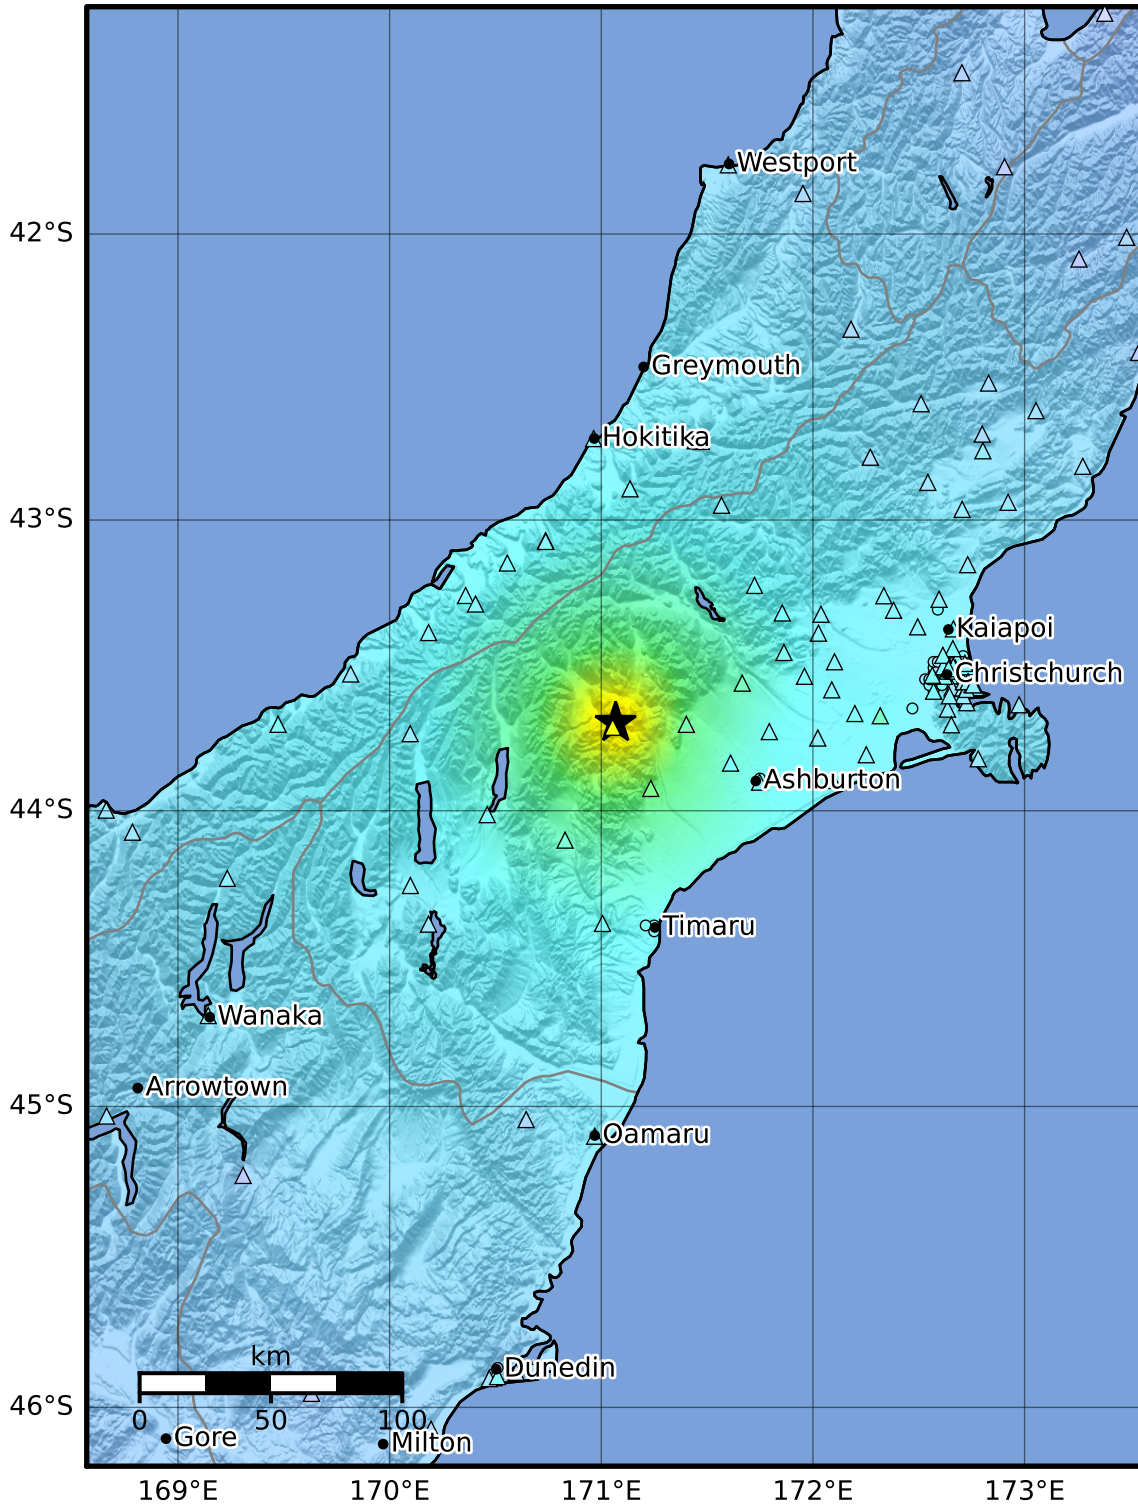 Westport
42°S
Greymouth
Hokitika
43°S
Kaiapoi
Christchurch
Ashburton
44°S
Timaru
Wanaka
Arrowtown
45°S
Oamaru
km
Dunedin
46°S
0 50 100
Gore
Milton
169°E 170°E 171°E 172°E 173°E